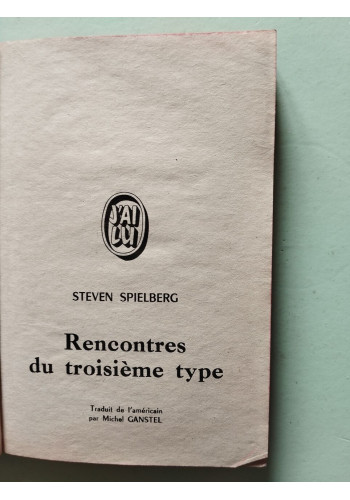 J'AI
LU
STEVEN SPIELBERG
Rencontres
du troisième type
Traduit de l'américain
par Michel GANSTEL